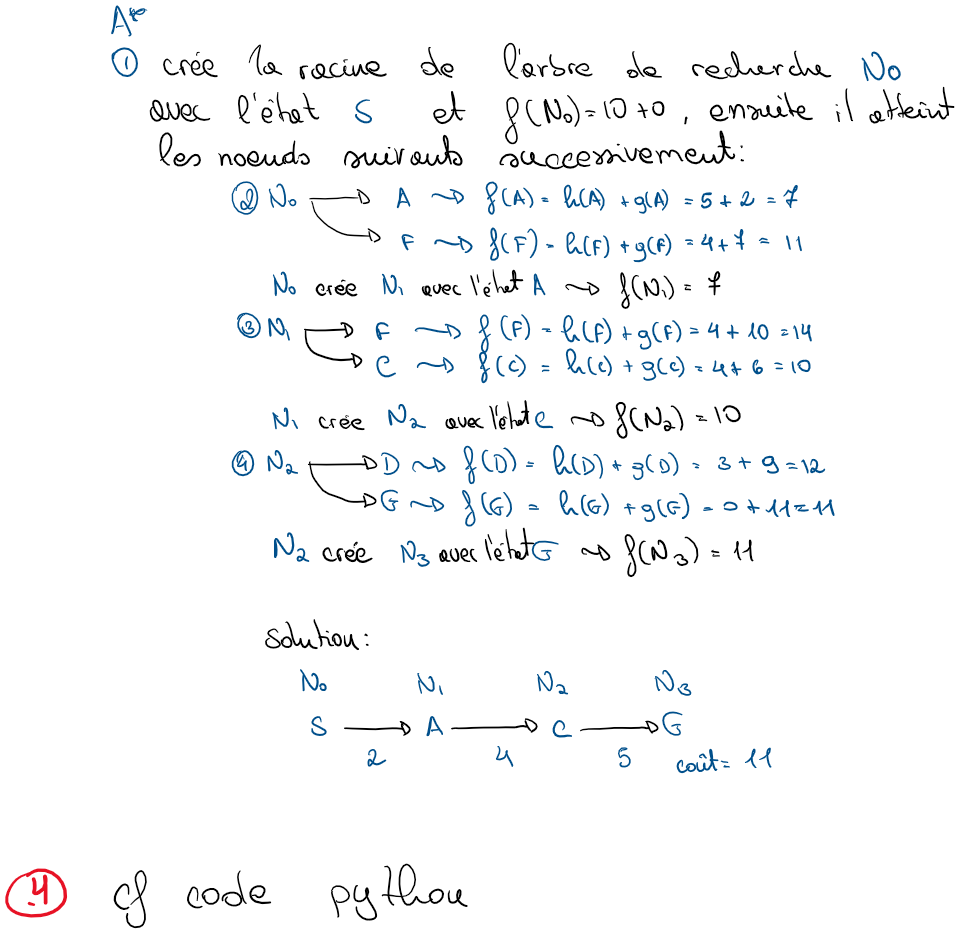 A*
① crée la racine de l'arbre de recherche No
avec l'état S et f(N₀)=10+0, ensuite il atteint
les noeuds suivants successivement:
② N₀ → A ⇝ f(A) = h(A) + g(A) = 5 + 2 = 7
→ F ⇝ f(F) = h(F) + g(F) = 4 + 7 = 11
N₀ crée N₁ avec l'état A ⇝ f(N₁) = 7
③ N₁ → F ⇝ f(F) = h(F) + g(F) = 4 + 10 = 14
→ C ⇝ f(C) = h(C) + g(C) = 4 + 6 = 10
N₁ crée N₂ avec l'état C ⇝ f(N₂) = 10
④ N₂ → D ⇝ f(D) = h(D) + g(D) = 3 + 9 = 12
→ G ⇝ f(G) = h(G) + g(G) = 0 + 11 = 11
N₂ crée N₃ avec l'état G ⇝ f(N₃) = 11
Solution:
N₀ N₁ N₂ N₃
S → A → C → G
2 4 5 coût = 11
4 cf code python